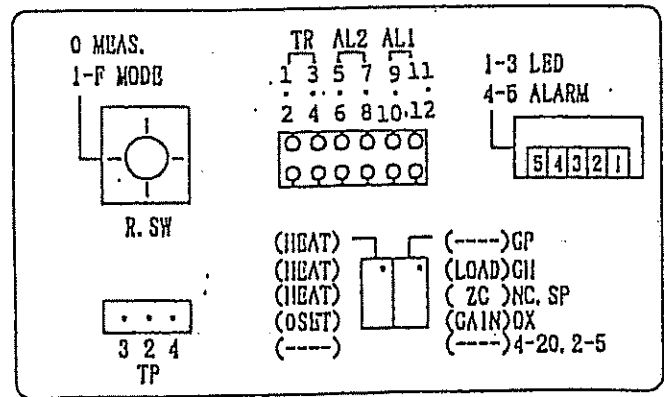 0 MEAS.
1-F MODE
R. SW
3 2 4
TP
TR AL2 AL1
1 3 5 7 9 11
2 4 6 8 10 12
1-3 LED
4-5 ALARM
5 4 3 2 1
(HEAT) (----)GP
(HEAT) (LOAD)GH
(HEAT) ( ZC )NC, SP
(OSET) (GAIN)OX
(----) (----)4-20, 2-5